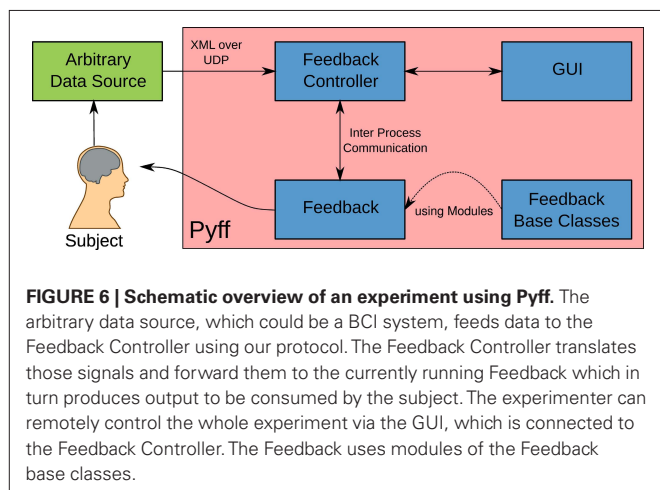 XML over
UDP
Arbitrary
Data Source
Feedback
Controller
GUI
Inter Process
Communication
Feedback
using Modules
Feedback
Base Classes
Subject
Pyff
FIGURE 6 | Schematic overview of an experiment using Pyff. The
arbitrary data source, which could be a BCI system, feeds data to the
Feedback Controller using our protocol. The Feedback Controller translates
those signals and forward them to the currently running Feedback which in
turn produces output to be consumed by the subject. The experimenter can
remotely control the whole experiment via the GUI, which is connected to
the Feedback Controller. The Feedback uses modules of the Feedback
base classes.